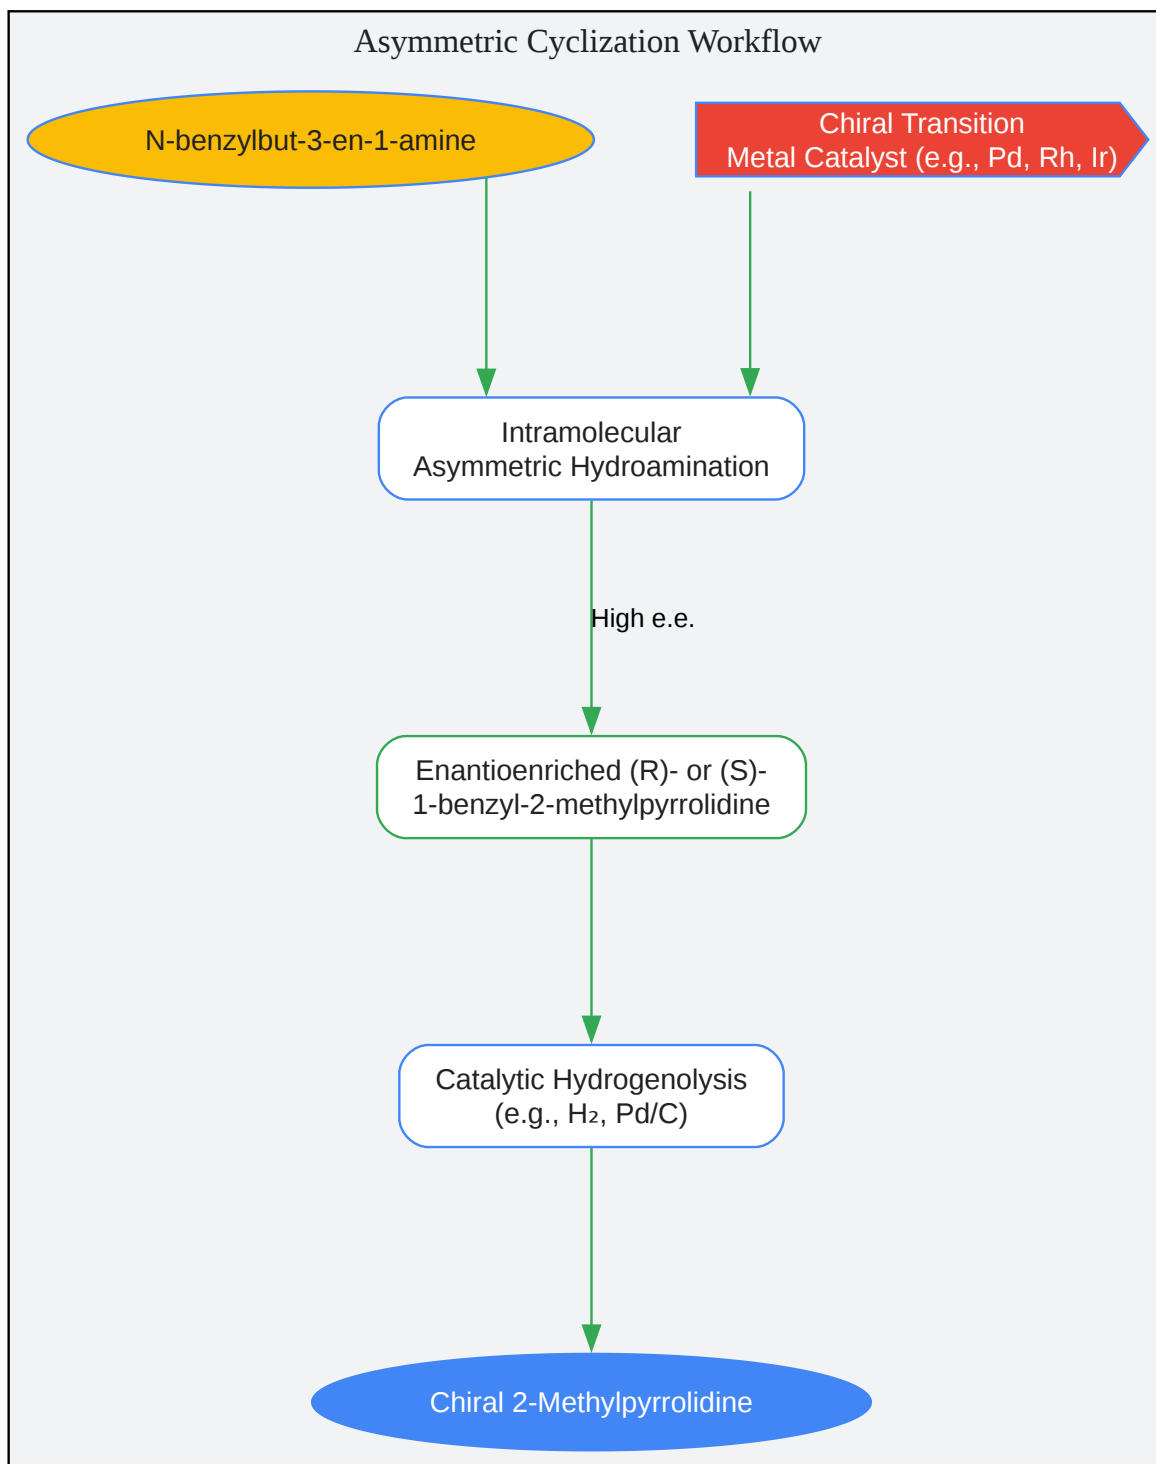 Asymmetric Cyclization Workflow
N-benzylbut-3-en-1-amine
Chiral Transition
Metal Catalyst (e.g., Pd, Rh, Ir)
Intramolecular
Asymmetric Hydroamination
High e.e.
Enantioenriched (R)- or (S)-
1-benzyl-2-methylpyrrolidine
Catalytic Hydrogenolysis
(e.g., H₂, Pd/C)
Chiral 2-Methylpyrrolidine